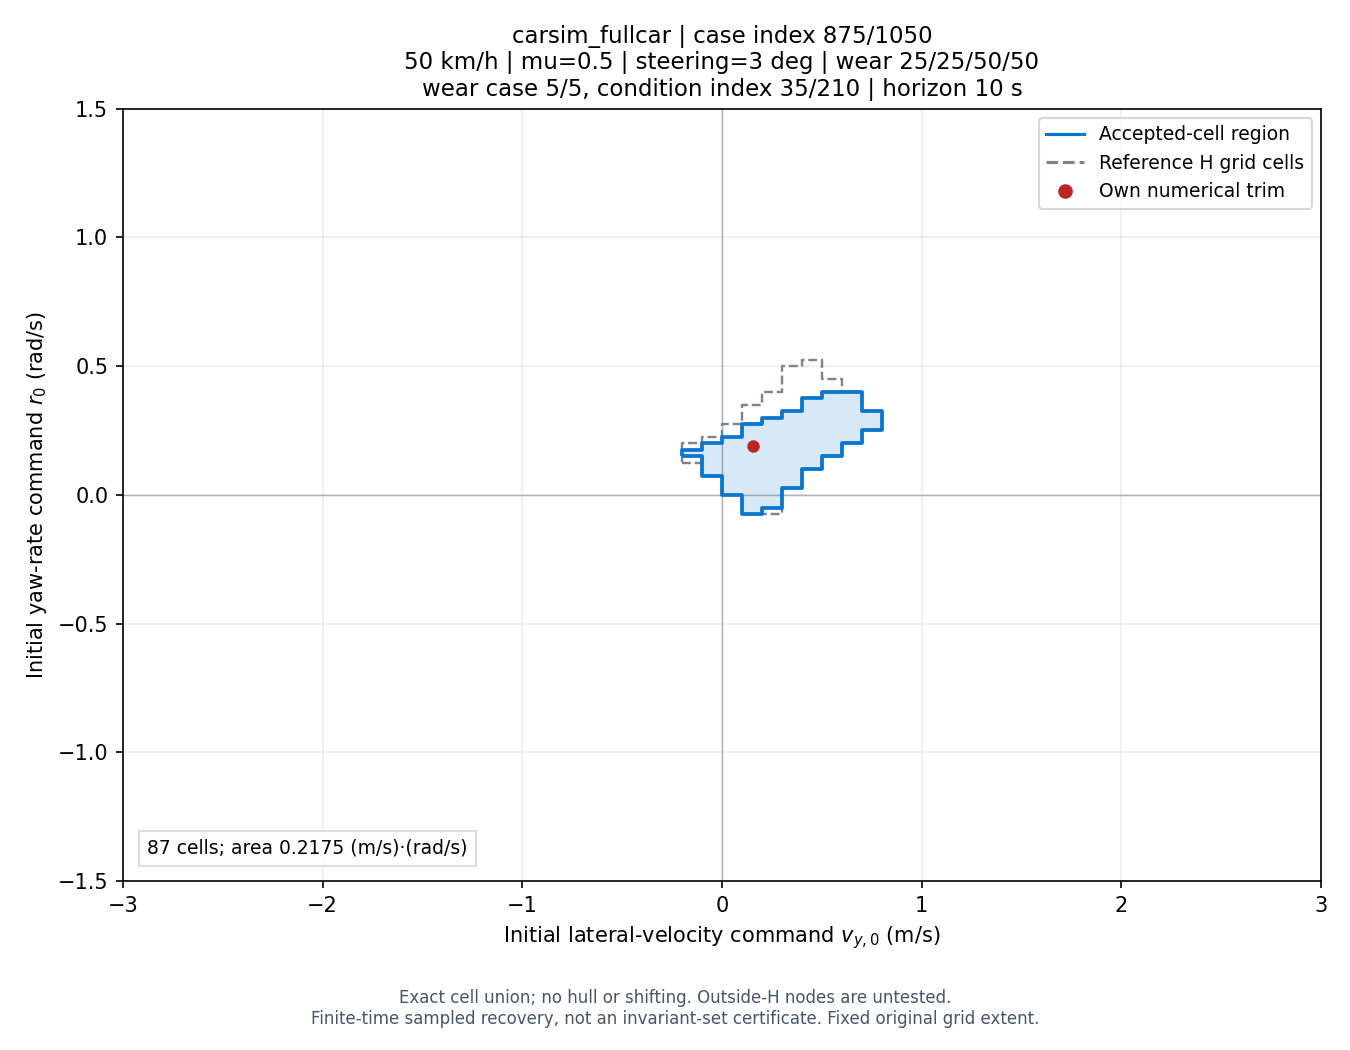 carsim_fullcar | case index 875/1050
50 km/h | mu=0.5 | steering=3 deg | wear 25/25/50/50
wear case 5/5, condition index 35/210 | horizon 10 s
Accepted-cell region
Reference H grid cells
Own numerical trim
1.5
1.0
0.5
0.0
−0.5
−1.0
−1.5
Initial yaw-rate command r0 (rad/s)
87 cells; area 0.2175 (m/s)·(rad/s)
−3 −2 −1 0 1 2 3
Initial lateral-velocity command vy,0 (m/s)
Exact cell union; no hull or shifting. Outside-H nodes are untested.
Finite-time sampled recovery, not an invariant-set certificate. Fixed original grid extent.